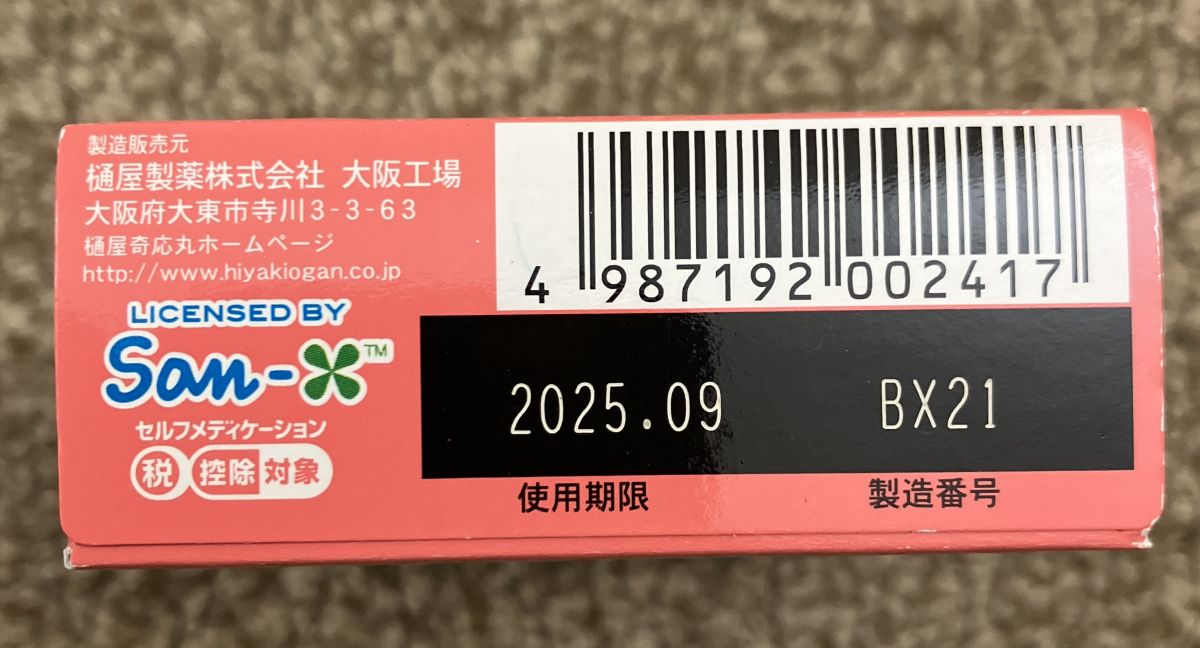 製造販売元
樋屋製薬株式会社 大阪工場
大阪府大東市寺川3-3-63
樋屋奇応丸ホームページ
http://www.hiyakiogan.co.jp
LICENSED BY
San-X™
セルフメディケーション
税 控除対象
4 987192 002417
2025.09 BX21
使用期限 製造番号